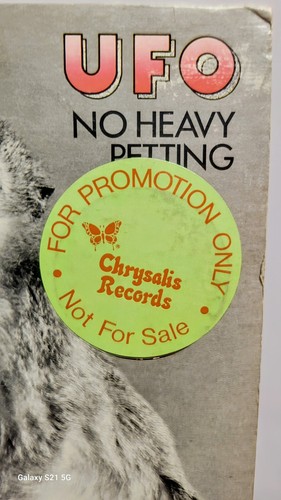 UFO
NO HEAVY
PETTING
FOR PROMOTION ONLY
Chrysalis
Records
• Not For Sale •
Galaxy S21 5G